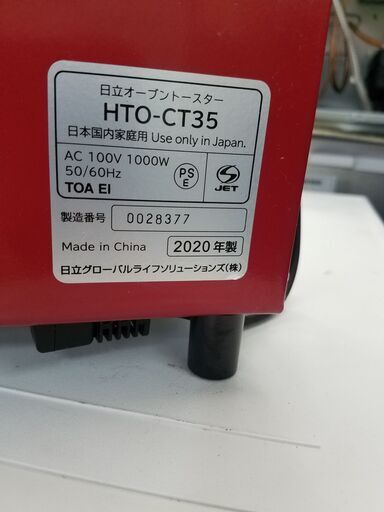 日立オーブントースター
HTO-CT35
日本国内家庭用 Use only in Japan.
AC 100V 1000W
50/60Hz
PS
E
JET
TOA EI
製造番号 0028377
Made in China 2020年製
日立グローバルライフソリューションズ(株)